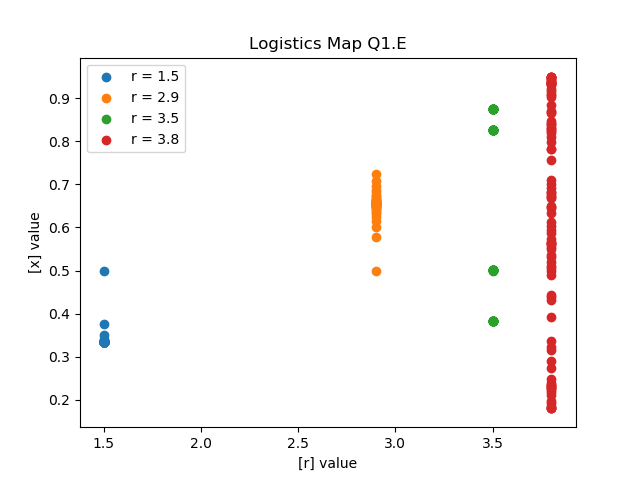 Logistics Map Q1.E
r = 1.5
r = 2.9
r = 3.5
r = 3.8
[x] value
0.9
0.8
0.7
0.6
0.5
0.4
0.3
0.2
1.5 2.0 2.5 3.0 3.5
[r] value